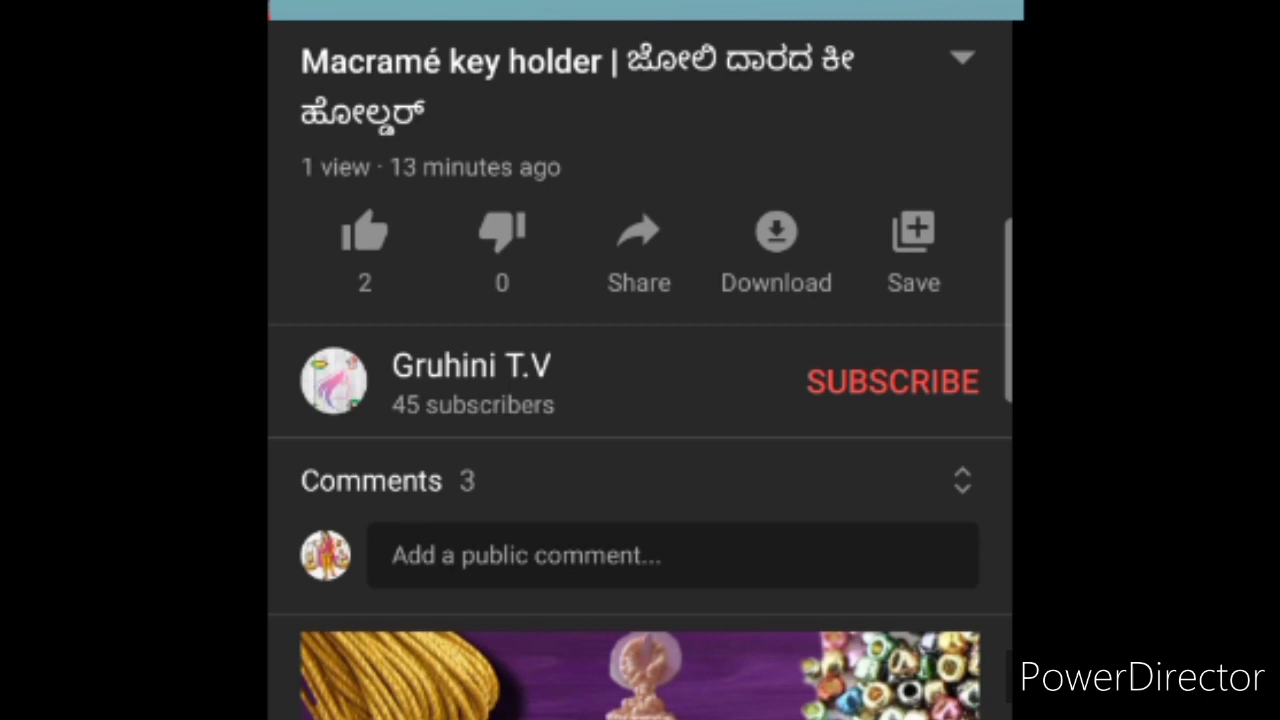 Macramé key holder | ಜೋಲಿ ದಾರದ ಕೀ
ಹೋಲ್ಡರ್
1 view · 13 minutes ago
2
0
Share
Download
Save
Gruhini T.V
SUBSCRIBE
45 subscribers
Comments 3
Add a public comment...
PowerDirector